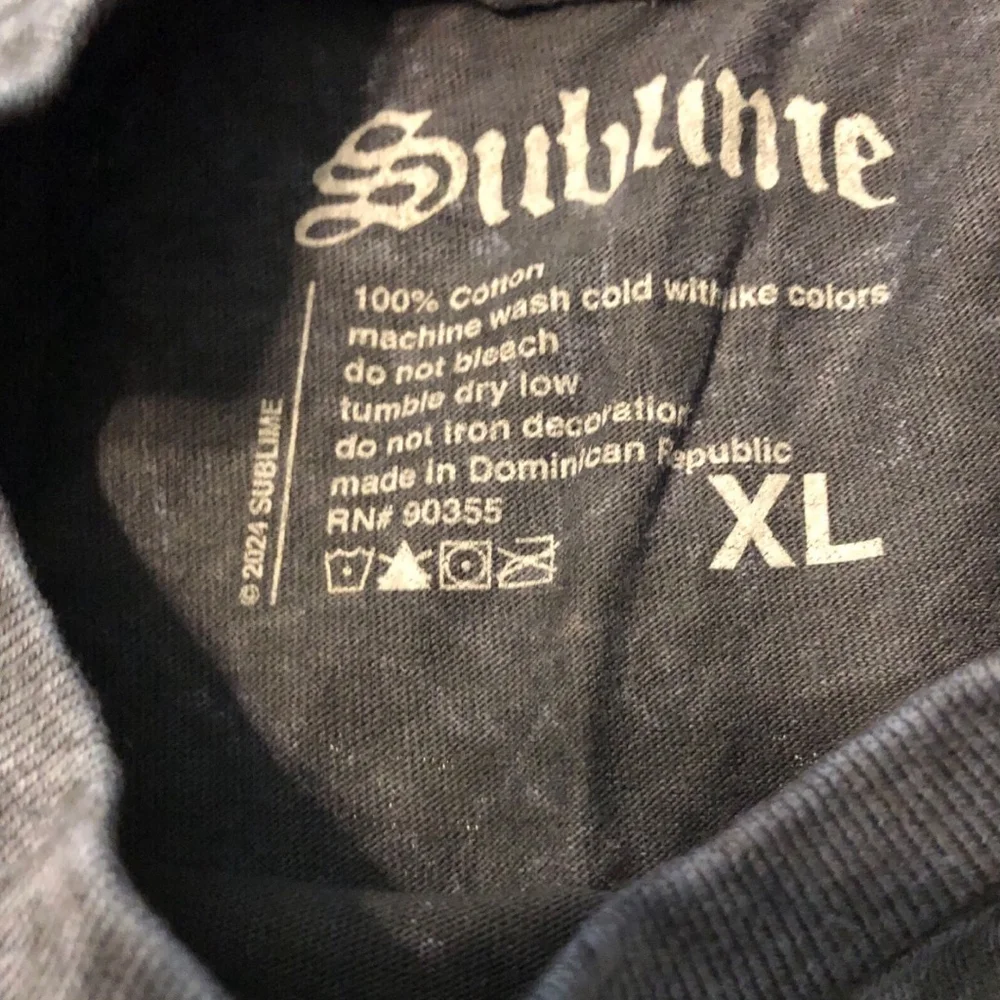 Sublime
100% Cotton
machine wash cold with like colors
do not bleach
tumble dry low
do not iron decoration
made in Dominican Republic
RN# 90355
XL
©2024 SUBLIME